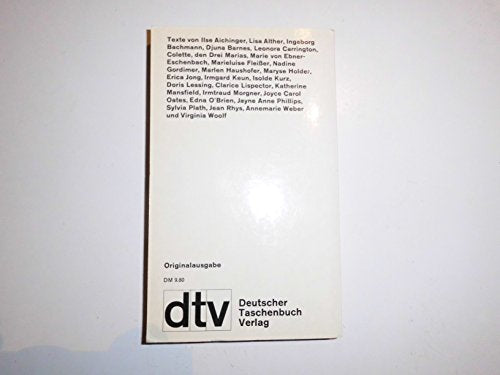 Texte von Ilse Aichinger, Lisa Alther, Ingeborg
Bachmann, Djuna Barnes, Leonora Carrington,
Colette, den Drei Marias, Marie von Ebner-
Eschenbach, Marieluise Fleißer, Nadine
Gordimer, Marlen Haushofer, Maryse Holder,
Erica Jong, Irmgard Keun, Isolde Kurz,
Doris Lessing, Clarice Lispector, Katherine
Mansfield, Irmtraud Morgner, Joyce Carol
Oates, Edna O'Brien, Jayne Anne Phillips,
Sylvia Plath, Jean Rhys, Annemarie Weber
und Virginia Woolf
Originalausgabe
DM 9.80
dtv
Deutscher
Taschenbuch
Verlag